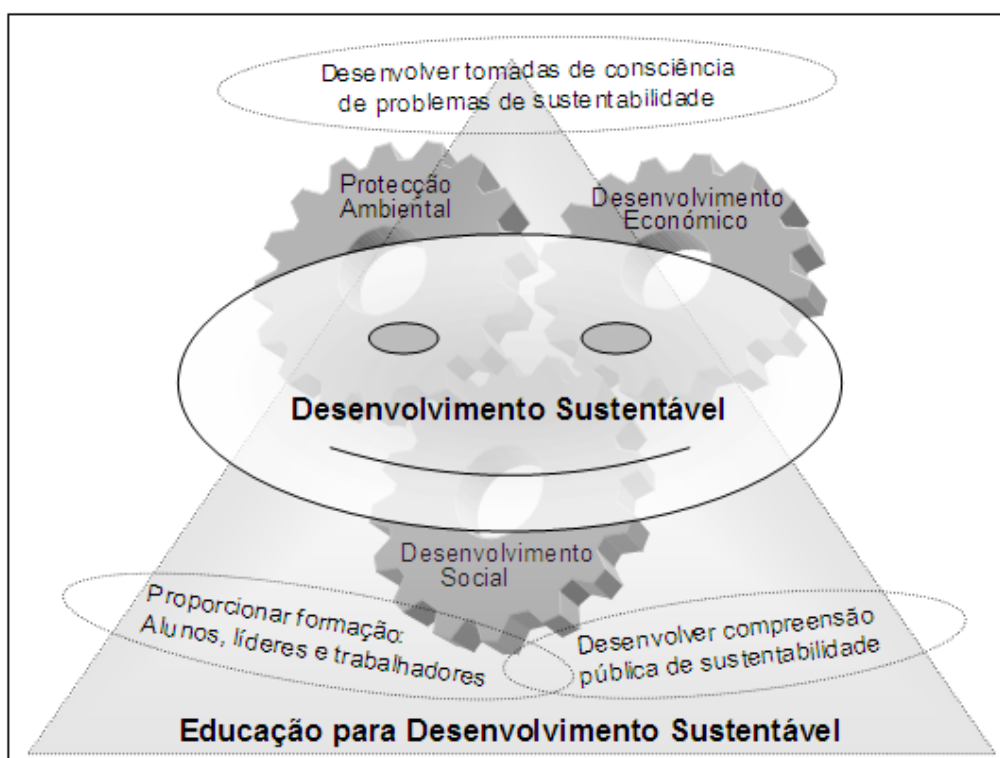 Desenvolver tomadas de consciência
de problemas de sustentabilidade
Protecção
Ambiental
Desenvolvimento
Económico
Desenvolvimento Sustentável
Desenvolvimento
Social
Proporcionar formação:
Alunos, líderes e trabalhadores
Desenvolver compreensão
pública de sustentabilidade
Educação para Desenvolvimento Sustentável